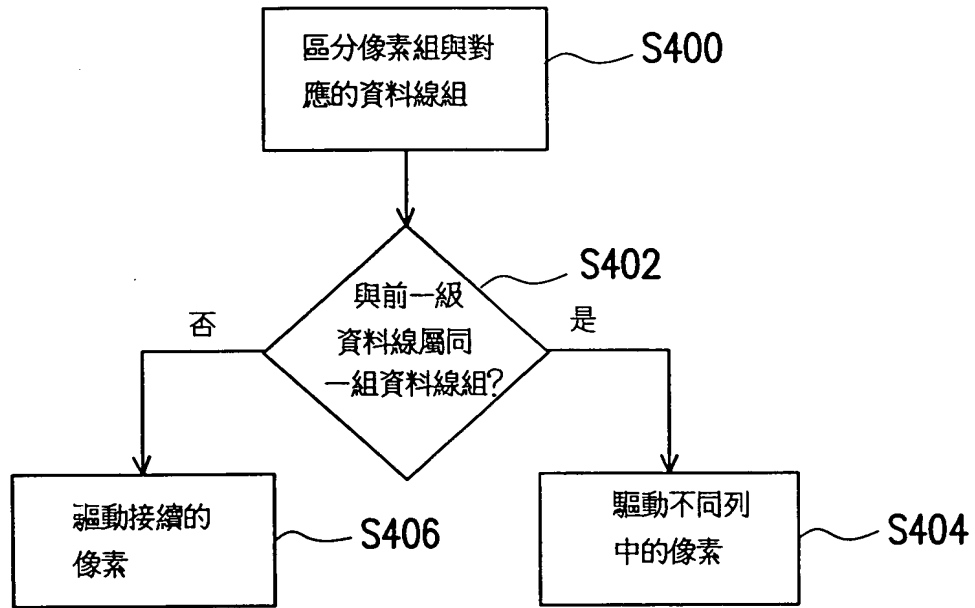 區分像素組與對
應的資料線組
S400
與前一級
資料線屬同
一組資料線組?
S402
否
是
驅動接續的
像素
S406
驅動不同列
中的像素
S404